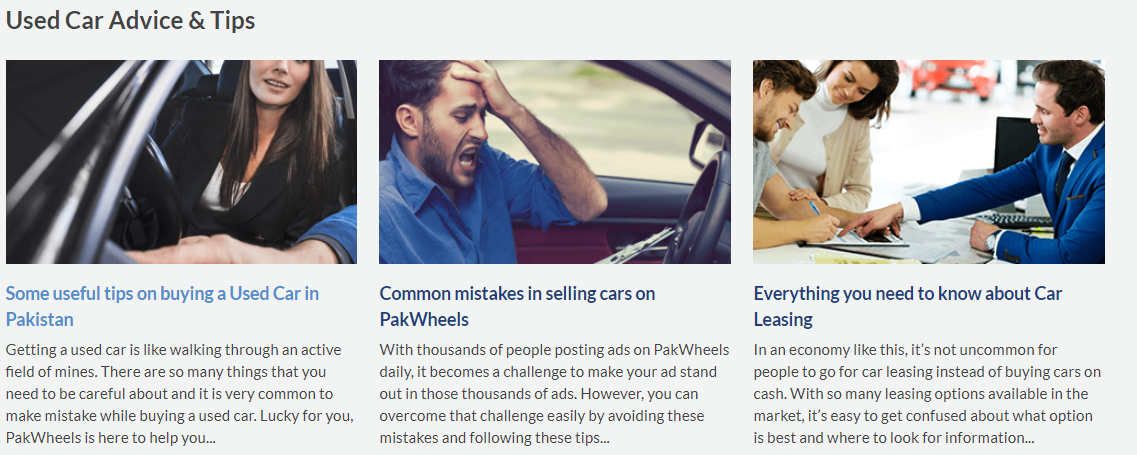 Used Car Advice & Tips
Some useful tips on buying a Used Car in
Pakistan
Getting a used car is like walking through an active
field of mines. There are so many things that you
need to be careful about and it is very common to
make mistake while buying a used car. Lucky for you,
PakWheels is here to help you...
Common mistakes in selling cars on
PakWheels
With thousands of people posting ads on PakWheels
daily, it becomes a challenge to make your ad stand
out in those thousands of ads. However, you can
overcome that challenge easily by avoiding these
mistakes and following these tips...
Everything you need to know about Car
Leasing
In an economy like this, it’s not uncommon for
people to go for car leasing instead of buying cars on
cash. With so many leasing options available in the
market, it’s easy to get confused about what option
is best and where to look for information...